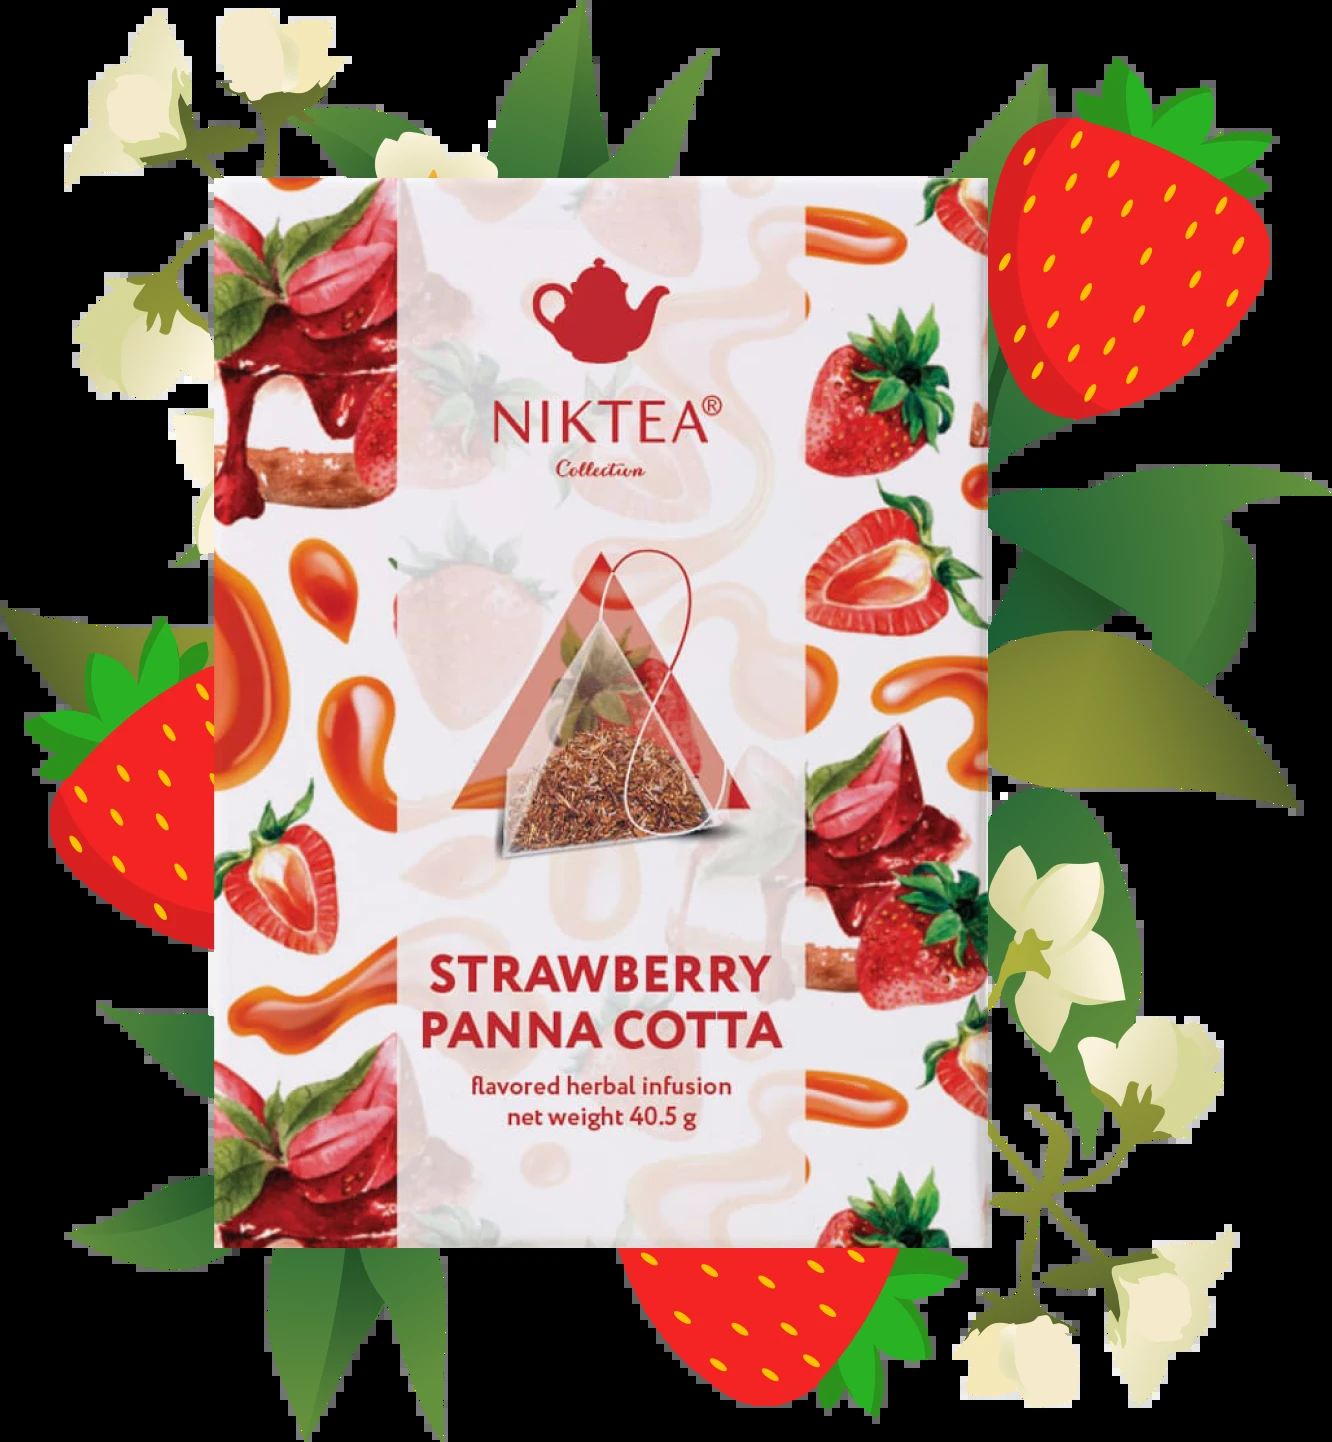 NIKTEA®
Collection
STRAWBERRY
PANNA COTTA
flavored herbal infusion
net weight 40.5 g